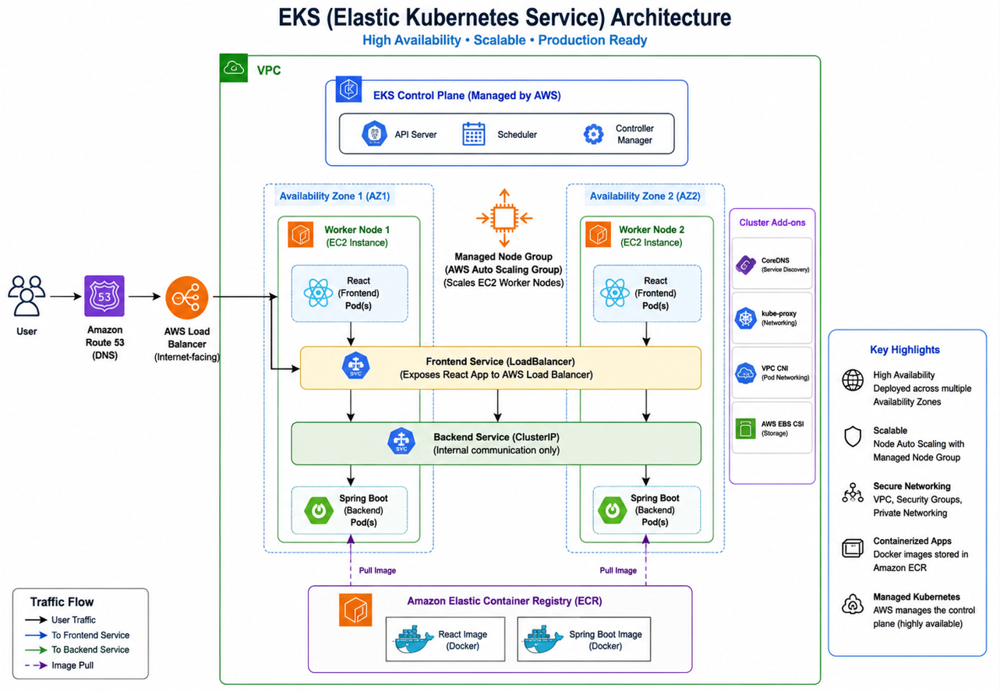 EKS (Elastic Kubernetes Service) Architecture
High Availability • Scalable • Production Ready
VPC
EKS Control Plane (Managed by AWS)
API Server
Scheduler
Controller
Manager
Availability Zone 1 (AZ1)
Worker Node 1
(EC2 Instance)
React
(Frontend)
Pod(s)
Managed Node Group
(AWS Auto Scaling Group)
(Scales EC2 Worker Nodes)
Availability Zone 2 (AZ2)
Worker Node 2
(EC2 Instance)
React
(Frontend)
Pod(s)
Cluster Add-ons
CoreDNS
(Service Discovery)
kube-proxy
(Networking)
VPC CNI
(Pod Networking)
AWS EBS CSI
(Storage)
User
53
Amazon
Route 53
(DNS)
AWS Load
Balancer
(Internet-facing)
SVC
Frontend Service (LoadBalancer)
(Exposes React App to AWS Load Balancer)
SVC
Backend Service (ClusterIP)
(Internal communication only)
Spring Boot
(Backend)
Pod(s)
Spring Boot
(Backend)
Pod(s)
Pull Image
Pull Image
Amazon Elastic Container Registry (ECR)
React Image
(Docker)
Spring Boot Image
(Docker)
Traffic Flow
User Traffic
To Frontend Service
To Backend Service
Image Pull
Key Highlights
High Availability
Deployed across multiple
Availability Zones
Scalable
Node Auto Scaling with
Managed Node Group
Secure Networking
VPC, Security Groups,
Private Networking
Containerized Apps
Docker images stored in
Amazon ECR
Managed Kubernetes
AWS manages the control
plane (highly available)